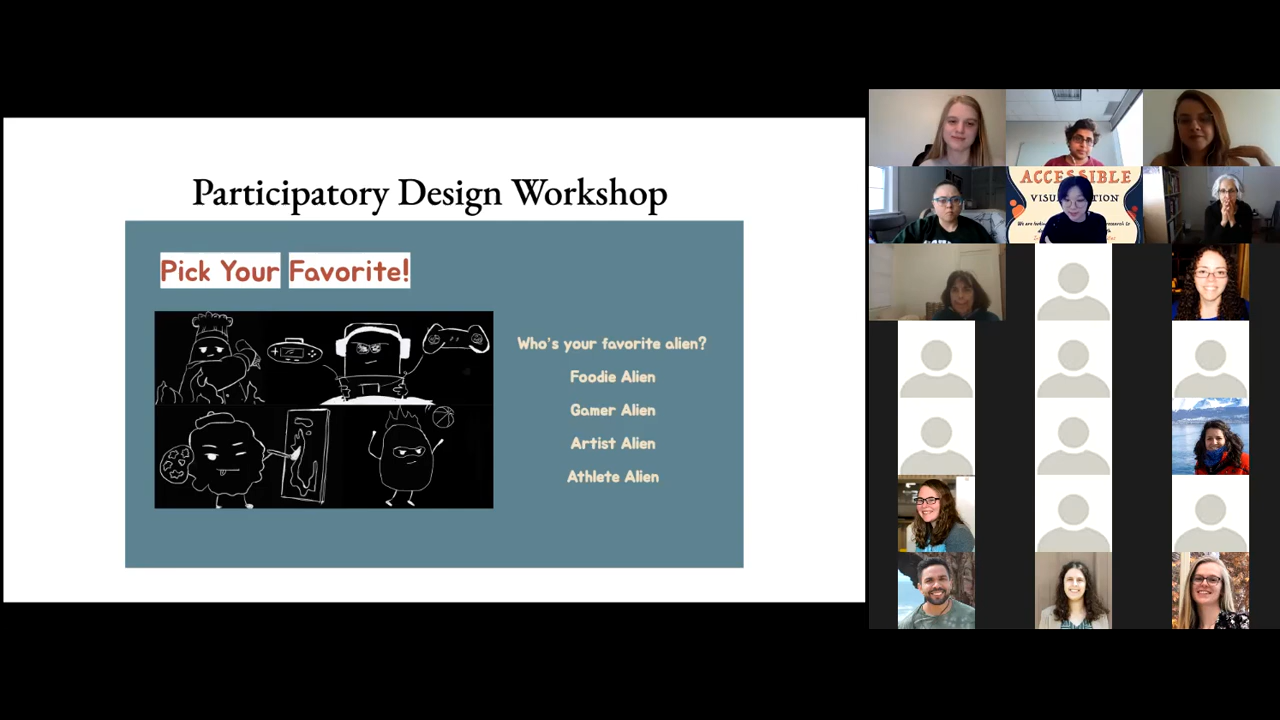 Participatory Design Workshop
Pick Your Favorite!
Who's your favorite alien?
Foodie Alien
Gamer Alien
Artist Alien
Athlete Alien
ACCESSIBLE